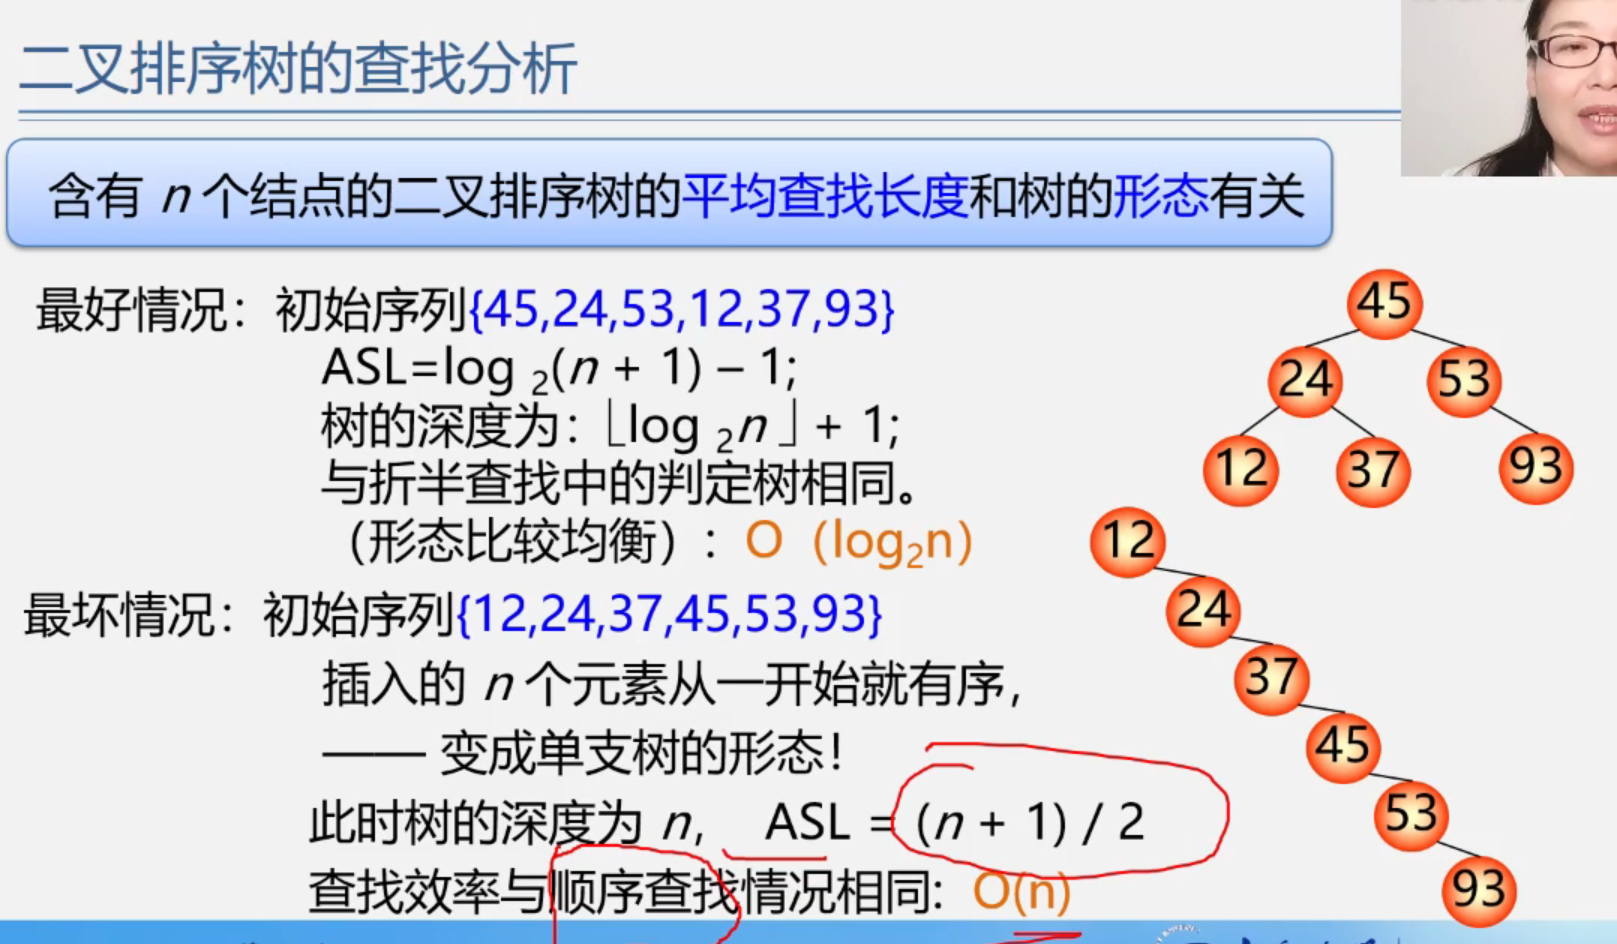 二叉排序树的查找分析
含有 n 个结点的二叉排序树的平均查找长度和树的形态有关
最好情况：初始序列{45,24,53,12,37,93}
ASL=log ₂(n + 1) – 1;
树的深度为：⌊log ₂n ⌋ + 1;
与折半查找中的判定树相同。
（形态比较均衡）：O（log₂n）
45
24
53
12
37
93
最坏情况：初始序列{12,24,37,45,53,93}
插入的 n 个元素从一开始就有序，
—— 变成单支树的形态！
此时树的深度为 n， ASL = (n + 1) / 2
查找效率与顺序查找情况相同: O(n)
12
24
37
45
53
93